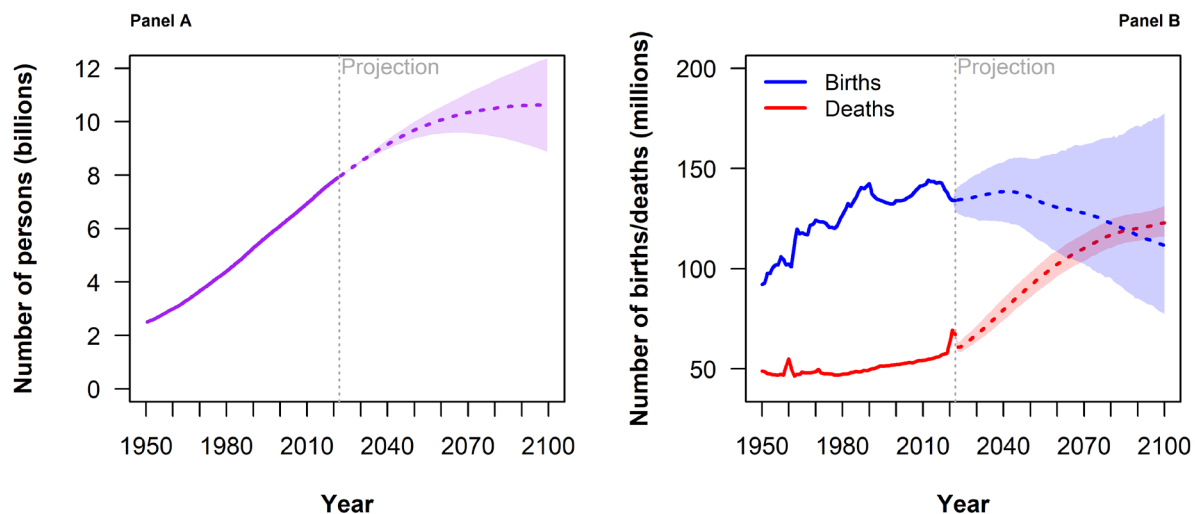 Panel A
Number of persons (billions)
12
10
8
6
4
2
0
Projection
1950 1980 2010 2040 2070 2100
Year
Panel B
Number of births/deaths (millions)
200
150
100
50
Projection
Births
Deaths
1950 1980 2010 2040 2070 2100
Year